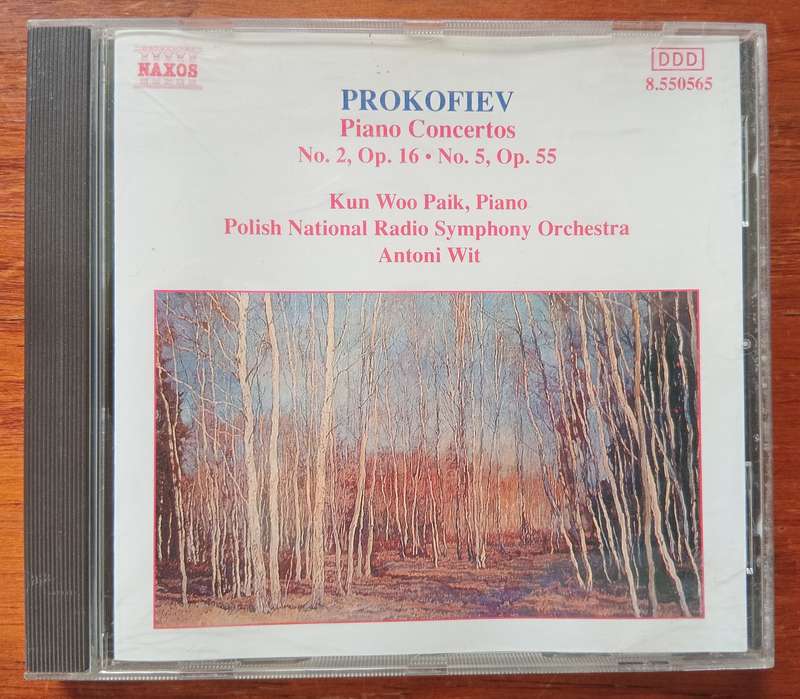 NAXOS
DDD
8.550565
PROKOFIEV
Piano Concertos
No. 2, Op. 16 • No. 5, Op. 55
Kun Woo Paik, Piano
Polish National Radio Symphony Orchestra
Antoni Wit